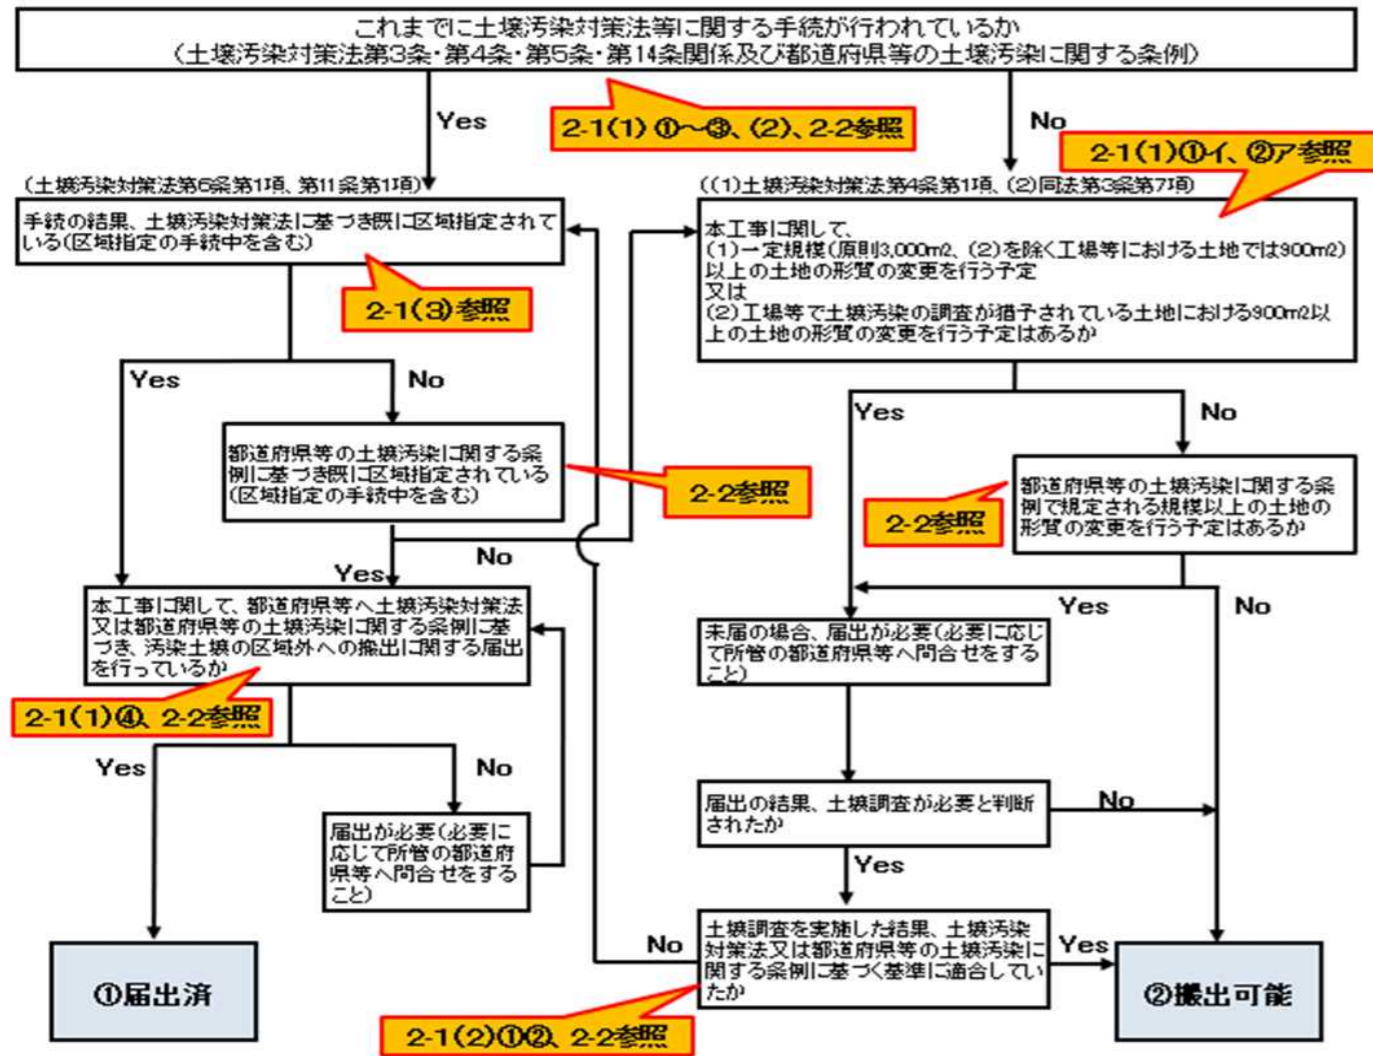 これまでに土壌汚染対策法等に関する手続が行われているか
(土壌汚染対策法第3条・第4条・第5条・第14条関係及び都道府県等の土壌汚染に関する条例)
Yes
2-1(1)①～③、(2)、2-2参照
No
2-1(1)①イ、②ア参照
(土壌汚染対策法第6条第1項、第11条第1項)
手続の結果、土壌汚染対策法に基づき既に区域指定されて
いる(区域指定の手続中を含む)
2-1(3)参照
((1)土壌汚染対策法第4条第1項、(2)同法第3条第7項)
本工事に関して、
(1)一定規模(原則3,000m2、(2)を除く工場等における土地では900m2)
以上の土地の形質の変更を行う予定
又は
(2)工場等で土壌汚染の調査が猶予されている土地における900m2以
上の土地の形質の変更を行う予定はあるか
Yes
No
都道府県等の土壌汚染に関する条
例に基づき既に区域指定されている
(区域指定の手続中を含む)
2-2参照
Yes
No
2-2参照
都道府県等の土壌汚染に関する条
例で規定される規模以上の土地の
形質の変更を行う予定はあるか
Yes
No
本工事に関して、都道府県等へ土壌汚染対策法
又は都道府県等の土壌汚染に関する条例に基
づき、汚染土壌の区域外への搬出に関する届出
を行っているか
2-1(1)④、2-2参照
Yes
No
未届の場合、届出が必要(必要に応じ
て所管の都道府県等へ問合せをする
こと)
Yes
No
届出が必要(必要に
応じて所管の都道府
県等へ問合せをする
こと)
届出の結果、土壌調査が必要と判断
されたか
No
Yes
土壌調査を実施した結果、土壌汚染
対策法又は都道府県等の土壌汚染に
関する条例に基づく基準に適合してい
たか
No
Yes
2-1(2)①②、2-2参照
①届出済
②搬出可能